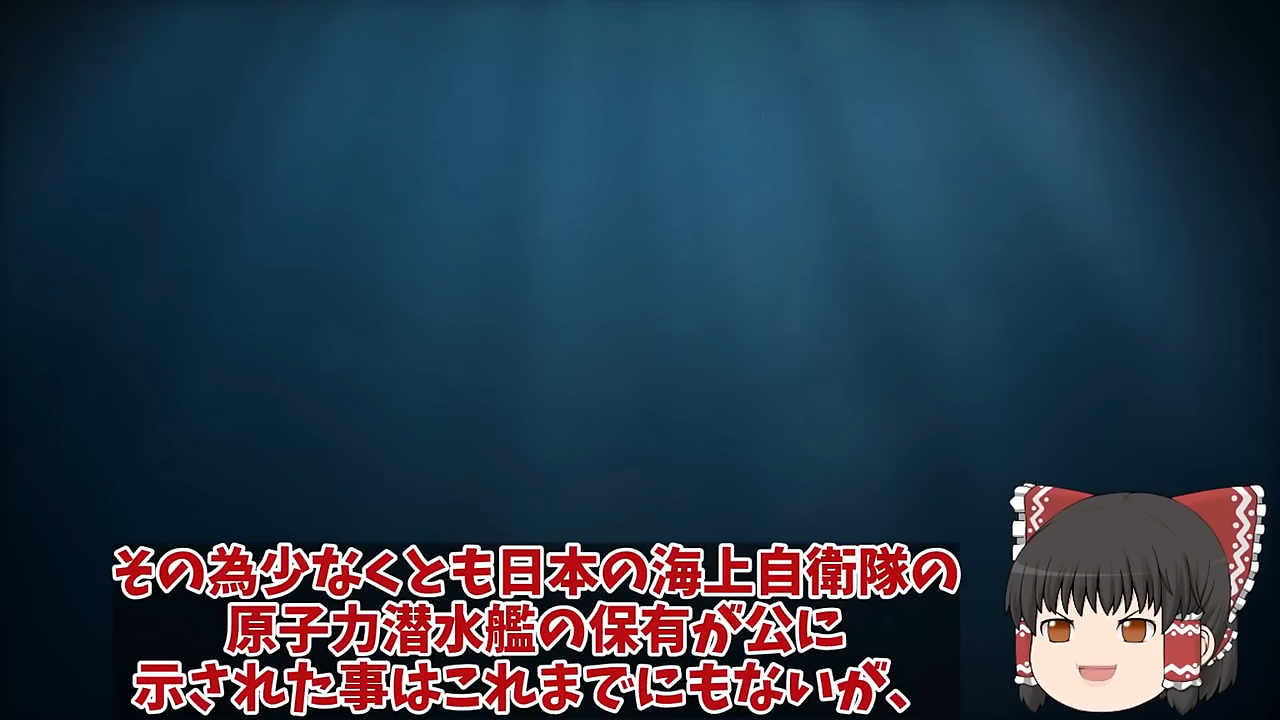 その為少なくとも日本の海上自衛隊の
原子力潜水艦の保有が公に
示された事はこれまでにもないが、